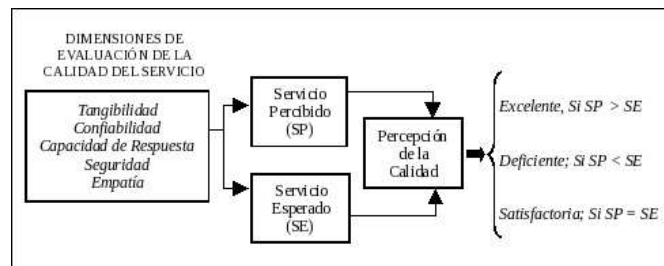 DIMENSIONES DE
EVALUACIÓN DE LA
CALIDAD DEL SERVICIO
Tangibilidad
Confiabilidad
Capacidad de Respuesta
Seguridad
Empatía
Servicio
Percibido
(SP)
Servicio
Esperado
(SE)
Percepción
de la
Calidad
Excelente, Si SP > SE
Deficiente; Si SP < SE
Satisfactoria; Si SP = SE